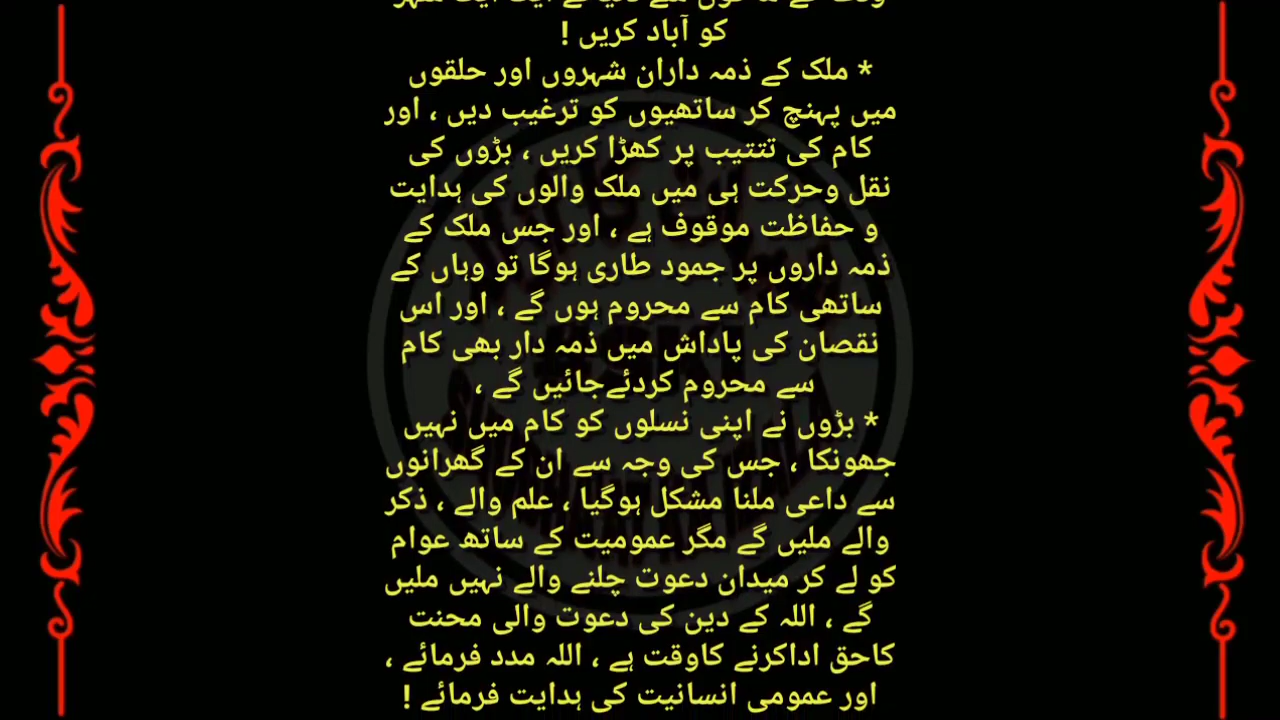 کو آباد کریں !
* ملک کے ذمہ داران شہروں اور حلقوں
میں پہنچ کر ساتھیوں کو ترغیب دیں ، اور
کام کی تتتیب پر کھڑا کریں ، بڑوں کی
نقل وحرکت ہی میں ملک والوں کی ہدایت
و حفاظت موقوف ہے ، اور جس ملک کے
ذمہ داروں پر جمود طاری ہوگا تو وہاں کے
ساتھی کام سے محروم ہوں گے ، اور اس
نقصان کی پاداش میں ذمہ دار بھی کام
سے محروم کردئےجائیں گے ،
* بڑوں نے اپنی نسلوں کو کام میں نہیں
جھونکا ، جس کی وجہ سے ان کے گھرانوں
سے داعی ملنا مشکل ہوگیا ، علم والے ، ذکر
والے ملیں گے مگر عمومیت کے ساتھ عوام
کو لے کر میدان دعوت چلنے والے نہیں ملیں
گے ، اللہ کے دین کی دعوت والی محنت
کاحق اداکرنے کاوقت ہے ، اللہ مدد فرمائے ،
اور عمومی انسانیت کی ہدایت فرمائے !